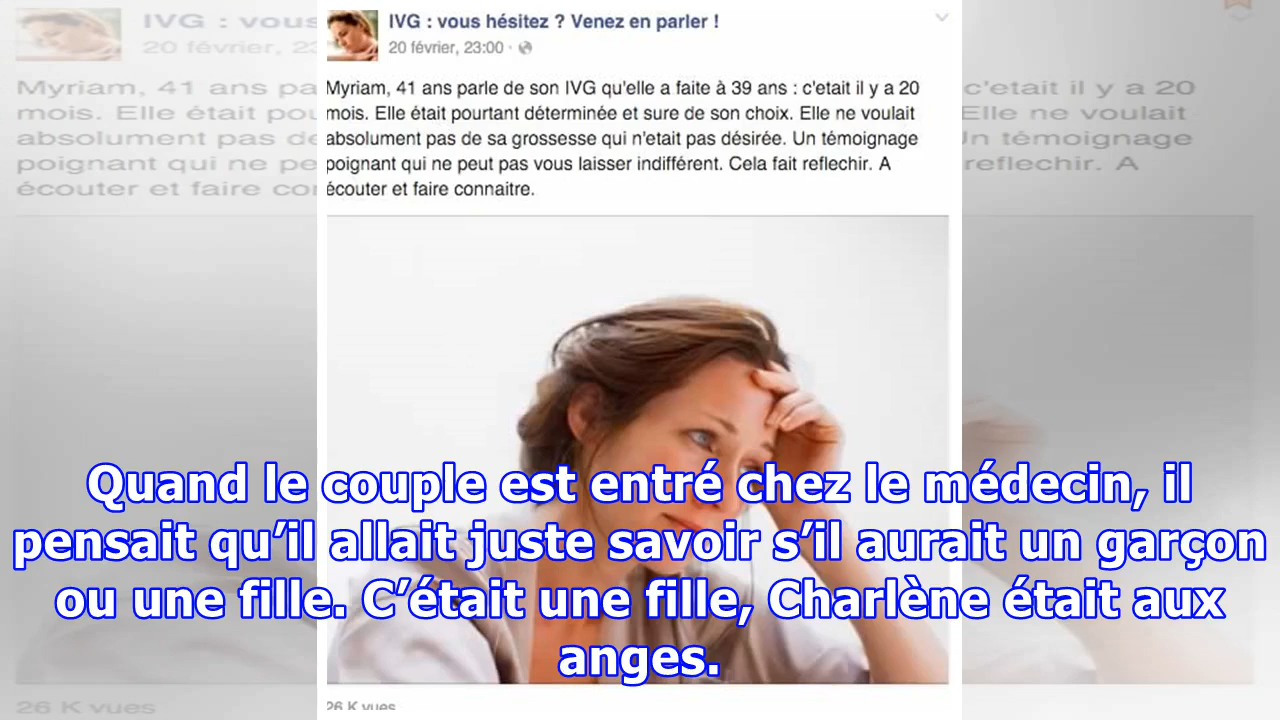 IVG : vous hésitez ? Venez en parler !
20 février, 23:00
Myriam, 41 ans parle de son IVG qu'elle a faite à 39 ans : c'etait il y a 20
mois. Elle était pourtant déterminée et sure de son choix. Elle ne voulait
absolument pas de sa grossesse qui n'etait pas désirée. Un témoignage
poignant qui ne peut pas vous laisser indifférent. Cela fait reflechir. A
écouter et faire connaitre.
Quand le couple est entré chez le médecin, il
pensait qu’il allait juste savoir s’il aurait un garçon
ou une fille. C’était une fille, Charlène était aux
anges.
26 K vues